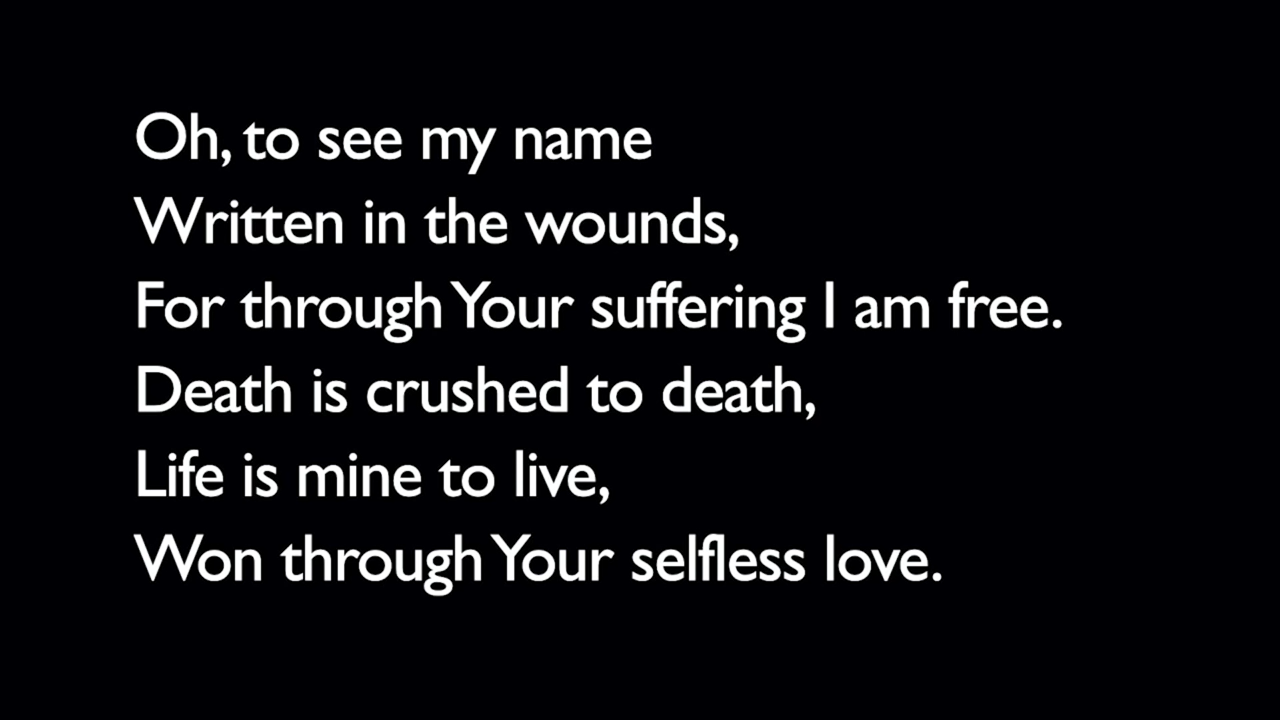 Oh, to see my name
Written in the wounds,
For through Your suffering I am free.
Death is crushed to death,
Life is mine to live,
Won through Your selfless love.